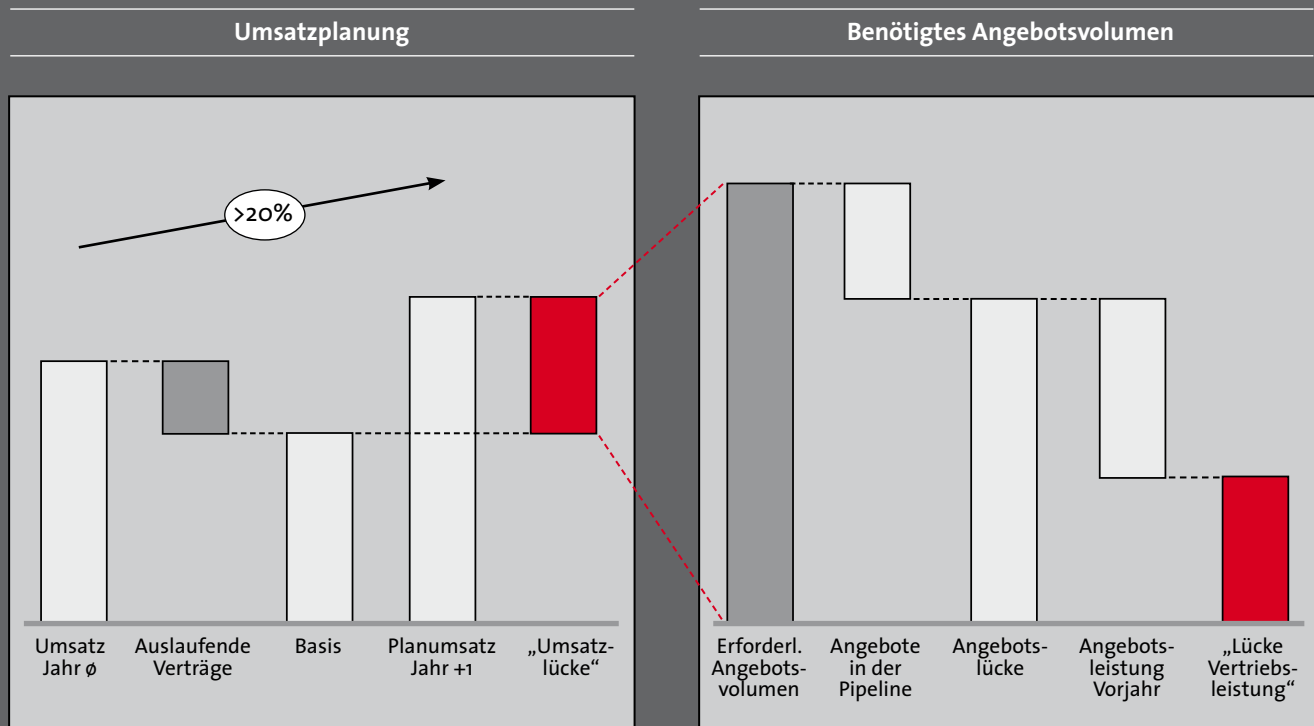 Umsatzplanung
Benötigtes Angebotsvolumen
>20%
Umsatz
Jahr ø
Auslaufende
Verträge
Basis
Planumsatz
Jahr +1
„Umsatz-
lücke“
Erforderl.
Angebots-
volumen
Angebote
in der
Pipeline
Angebots-
lücke
Angebots-
leistung
Vorjahr
„Lücke
Vertriebs-
leistung“